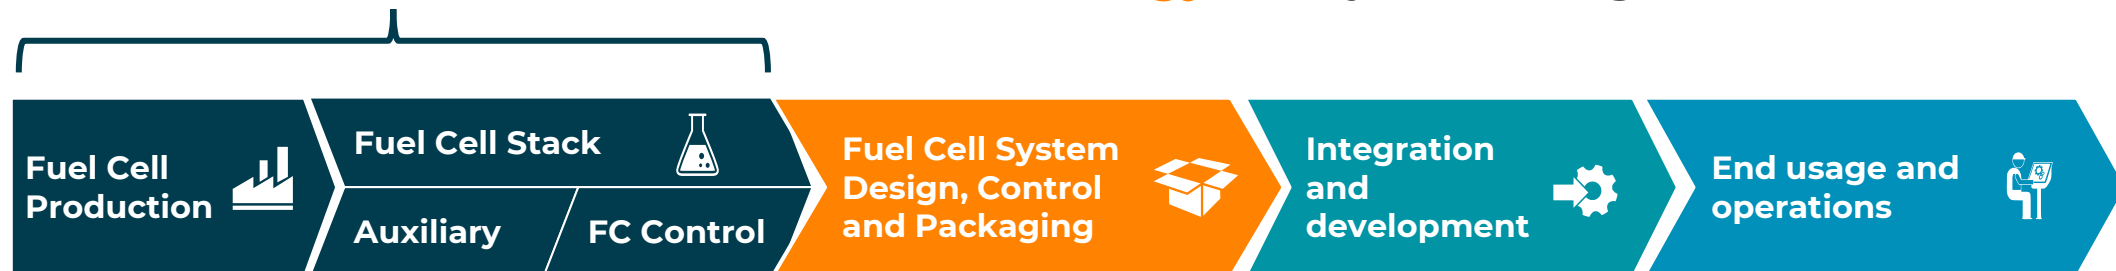 Fuel Cell
Production
Fuel Cell Stack
Auxiliary
FC Control
Fuel Cell System
Design, Control
and Packaging
Integration
and
development
End usage and
operations